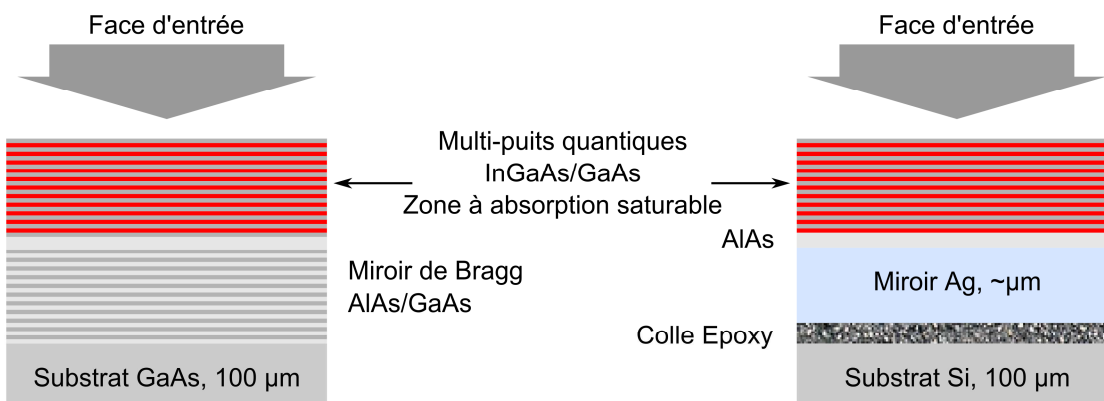 Face d'entrée
Face d'entrée
Multi-puits quantiques
InGaAs/GaAs
Zone à absorption saturable
AlAs
Miroir de Bragg
AlAs/GaAs
Miroir Ag, ~µm
Colle Epoxy
Substrat GaAs, 100 µm
Substrat Si, 100 µm